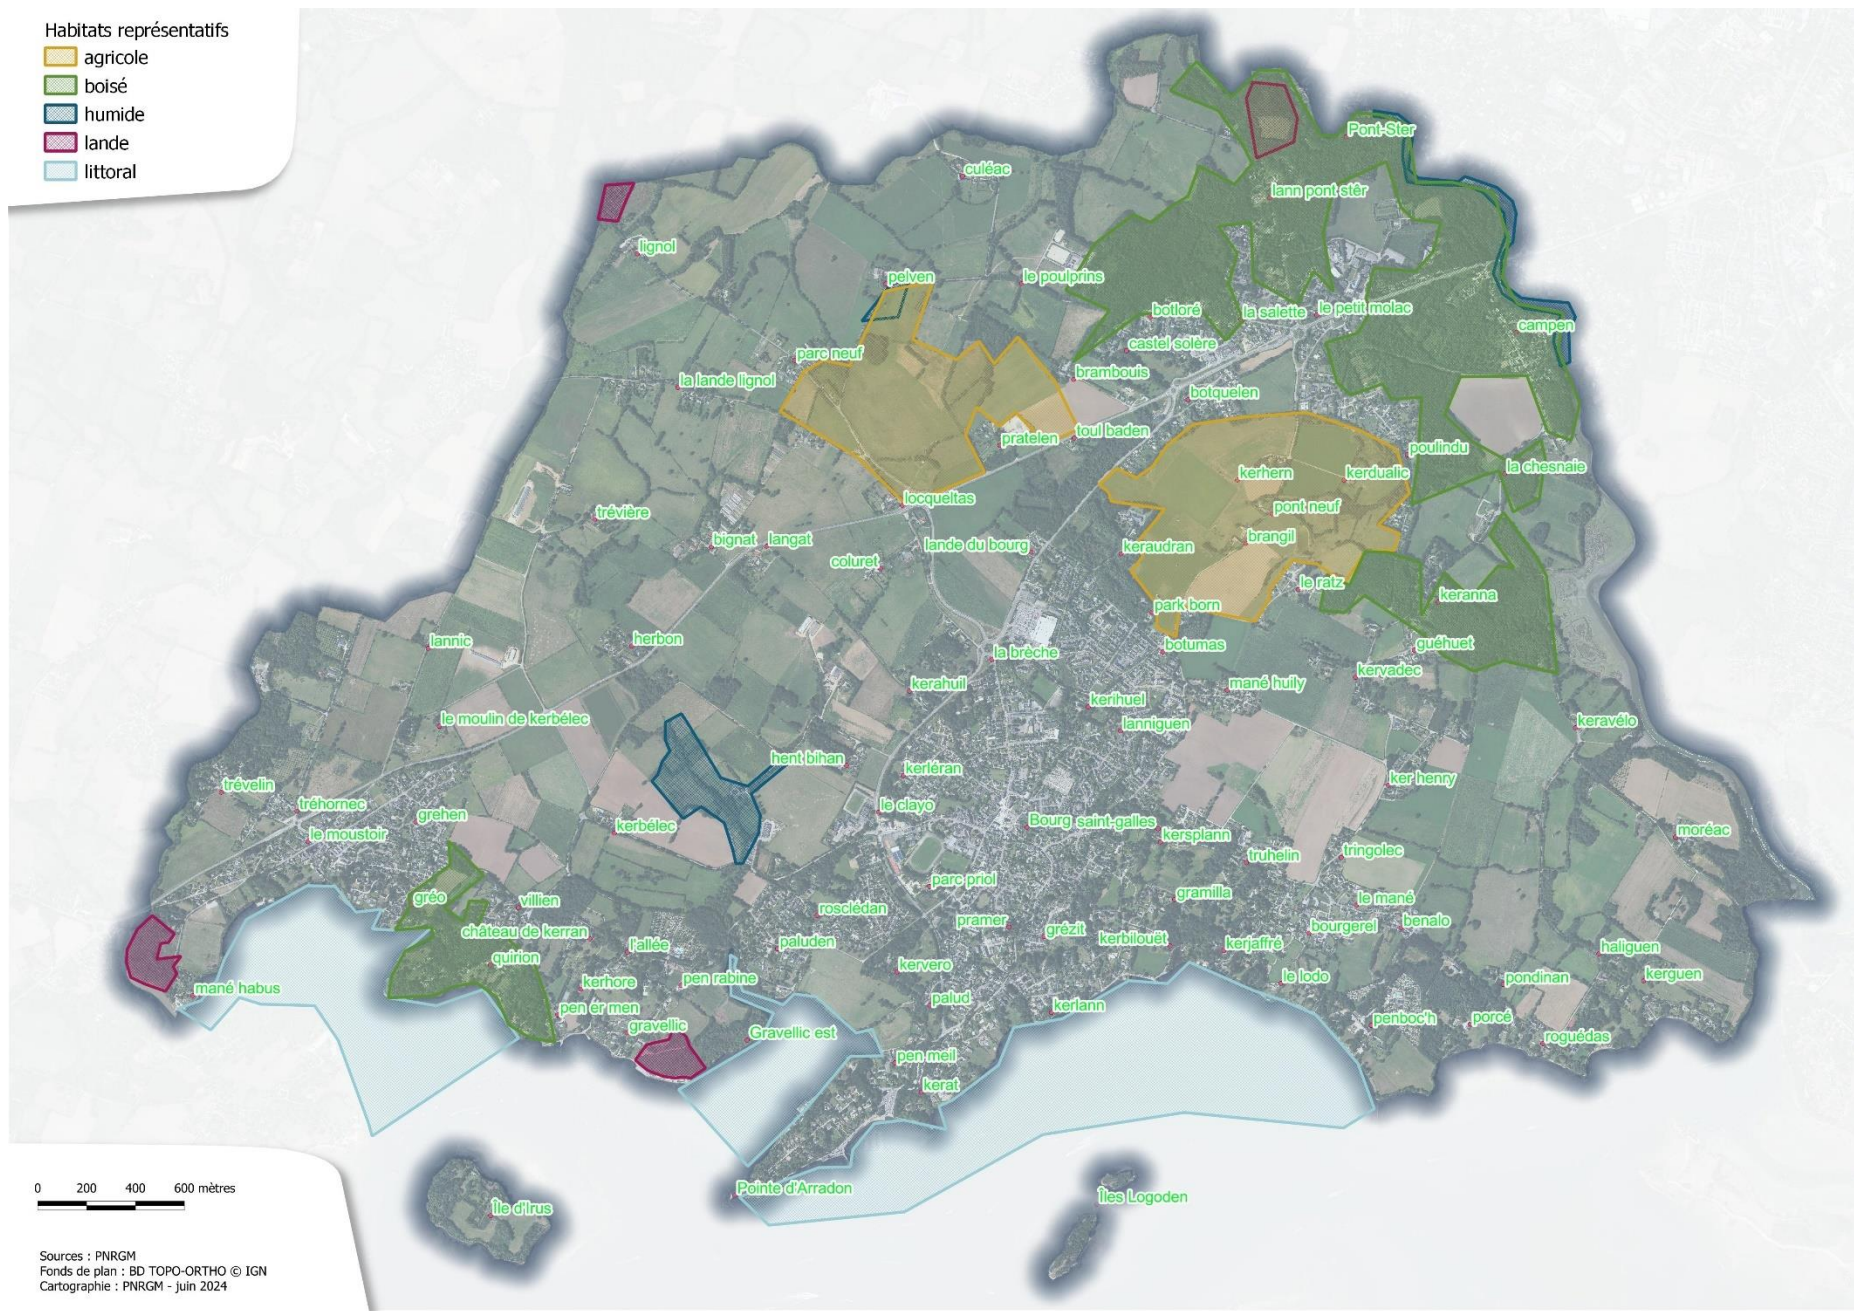 Habitats représentatifs
agricole
boisé
humide
lande
littoral
Pont-Ster
culéac
lann pont stêr
lignol
pelven
le poulprins
botloré
la salette
le petit molac
campen
castel solère
parc neuf
la lande lignol
brambouis
botquelen
pratelen
toul baden
poulindu
la chesnaie
kerhern
kerdualic
locqueltas
pont neuf
trévière
bignat
langat
lande du bourg
keraudran
brangil
coluret
le ratz
keranna
park born
lannic
herbon
la brèche
botumas
guéhuet
kervadec
kerahuil
mané huily
kerihuel
le moulin de kerbélec
lanniguen
keravélo
hent bihan
kerléran
ker henry
trévelin
tréhornec
grehen
le clayo
le moustoir
kerbélec
Bourg
saint-galles
kersplann
moréac
truhelin
tringolec
parc priol
gréo
villien
gramilla
le mané
rosclédan
pramer
bourgerel
benalo
château de kerran
l'allée
paluden
grézit
kerbilouët
kerjaffré
haliguen
quirion
kervero
mané habus
kerhore
pen rabine
le lodo
pondinan
kerguen
palud
kerlann
pen er men
gravellic
Gravellic est
penboc'h
porcé
roguédas
pen meil
kerat
Pointe d'Arradon
Îles Logoden
Île d'Irus
0 200 400 600 mètres
Sources : PNRGM
Fonds de plan : BD TOPO-ORTHO © IGN
Cartographie : PNRGM - juin 2024